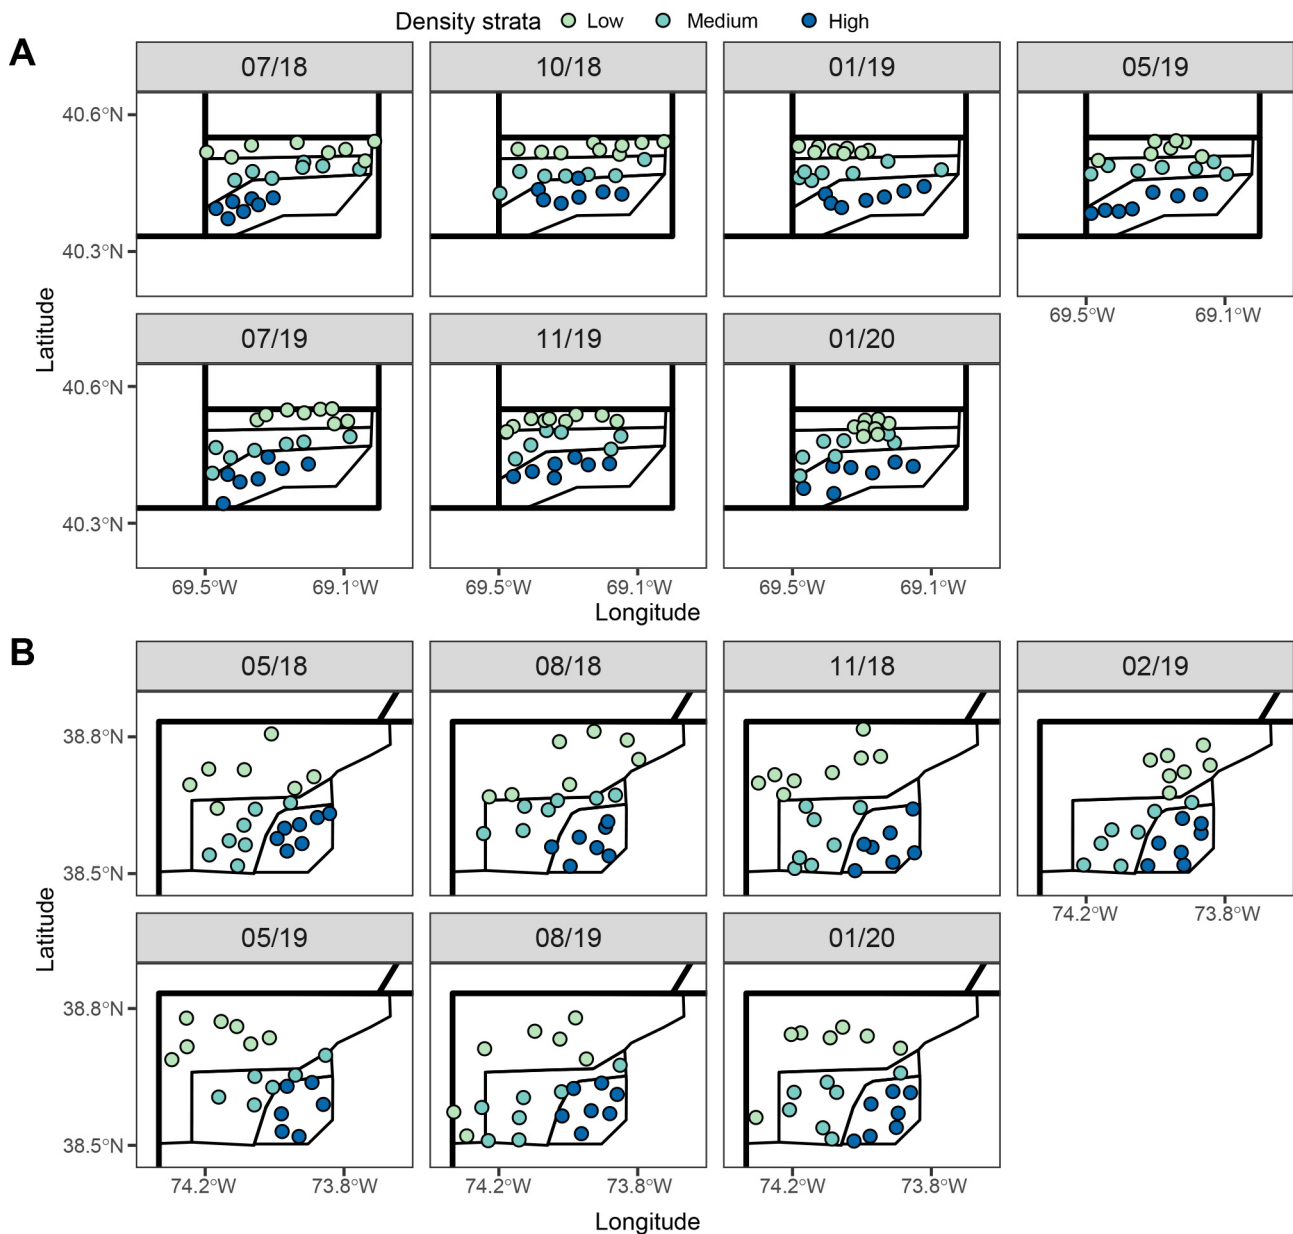 Density strata Low Medium High
A
07/18 10/18 01/19 05/19
40.6°N
40.3°N
69.5°W 69.1°W
07/19 11/19 01/20
40.6°N
40.3°N
69.5°W 69.1°W 69.5°W 69.1°W 69.5°W 69.1°W
Latitude
Longitude
B
05/18 08/18 11/18 02/19
38.8°N
38.5°N
74.2°W 73.8°W
05/19 08/19 01/20
38.8°N
38.5°N
74.2°W 73.8°W 74.2°W 73.8°W 74.2°W 73.8°W
Latitude
Longitude